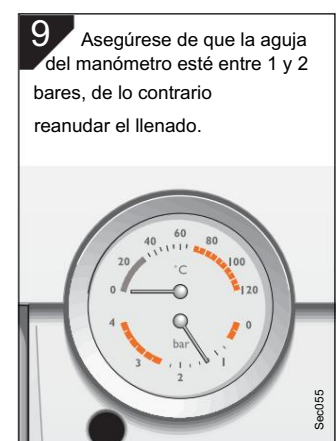 9 Asegúrese de que la aguja
del manómetro esté entre 1 y 2
bares, de lo contrario
reanudar el llenado.
0 20 40 60 80 100 120
°C
4 3 2 1 0
bar
Sec055